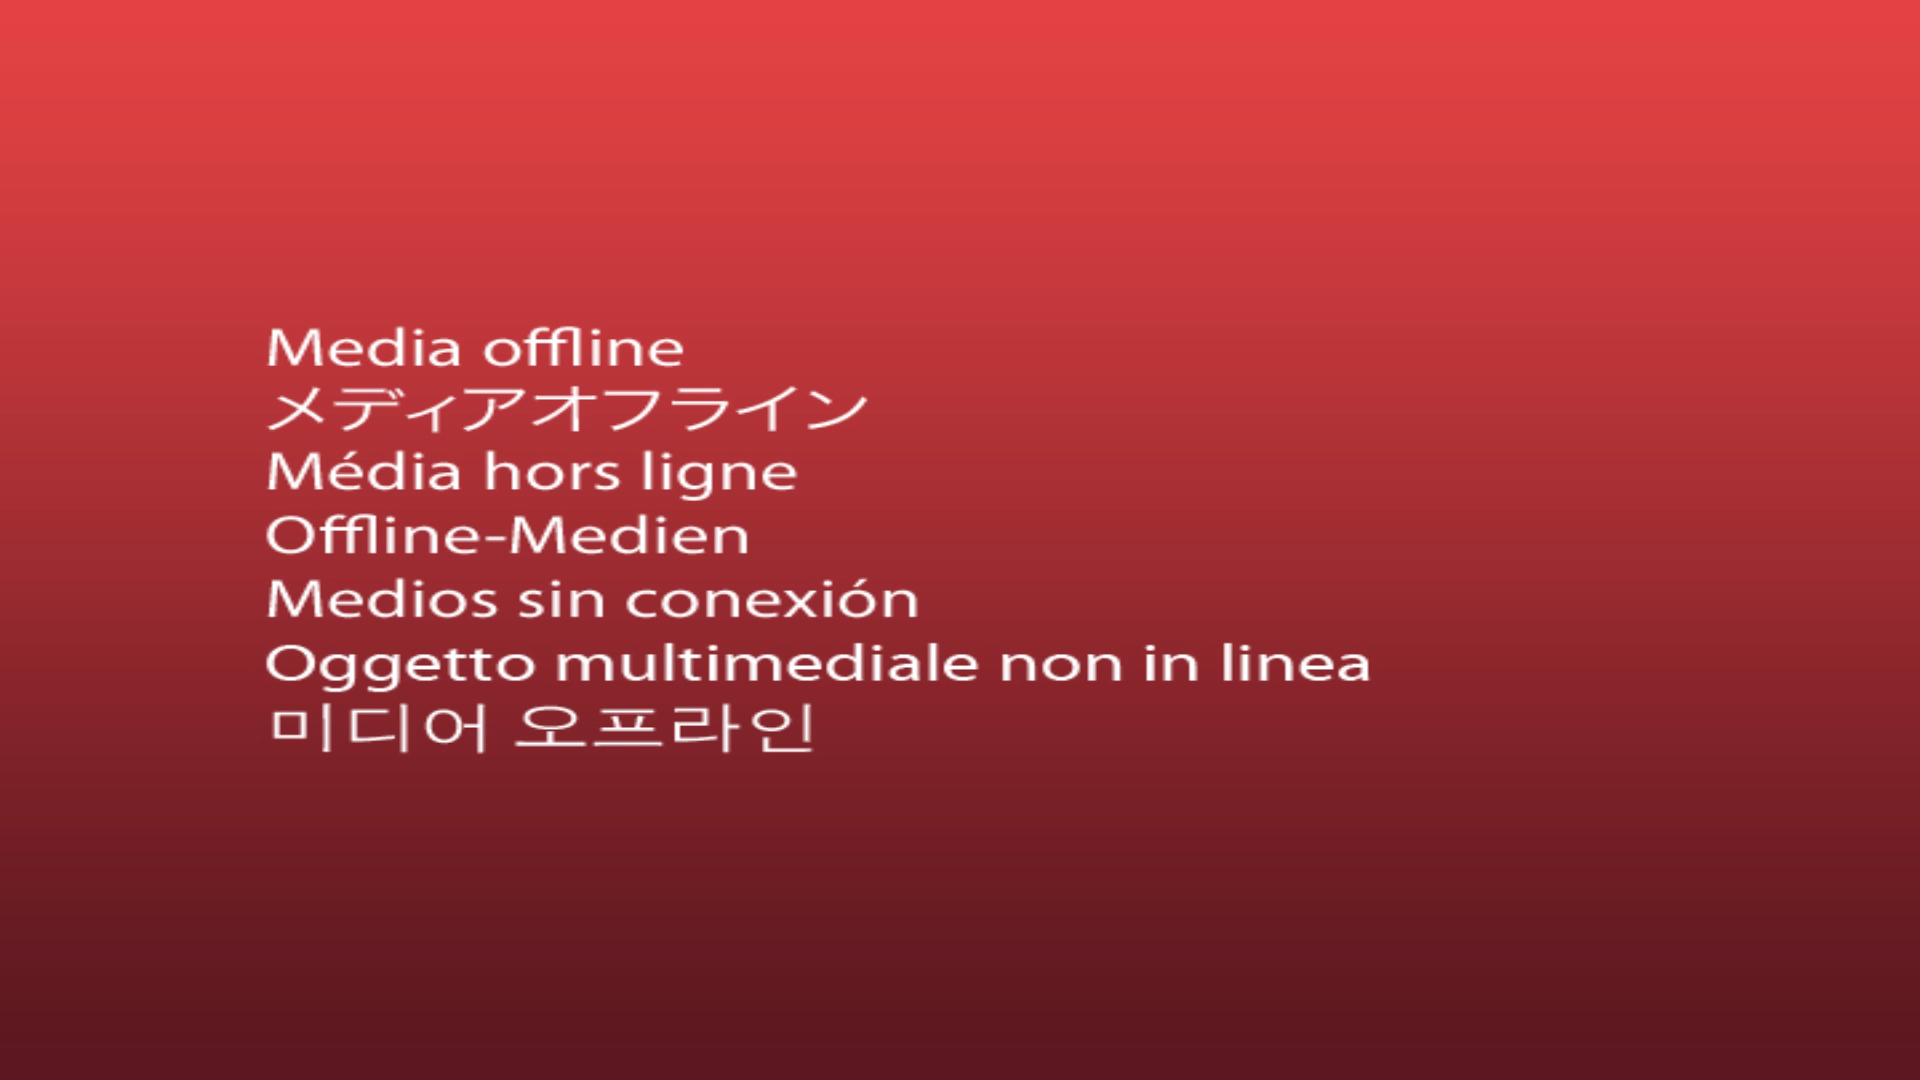 Media offline
メディアオフライン
Média hors ligne
Offline-Medien
Medios sin conexión
Oggetto multimediale non in linea
미디어 오프라인